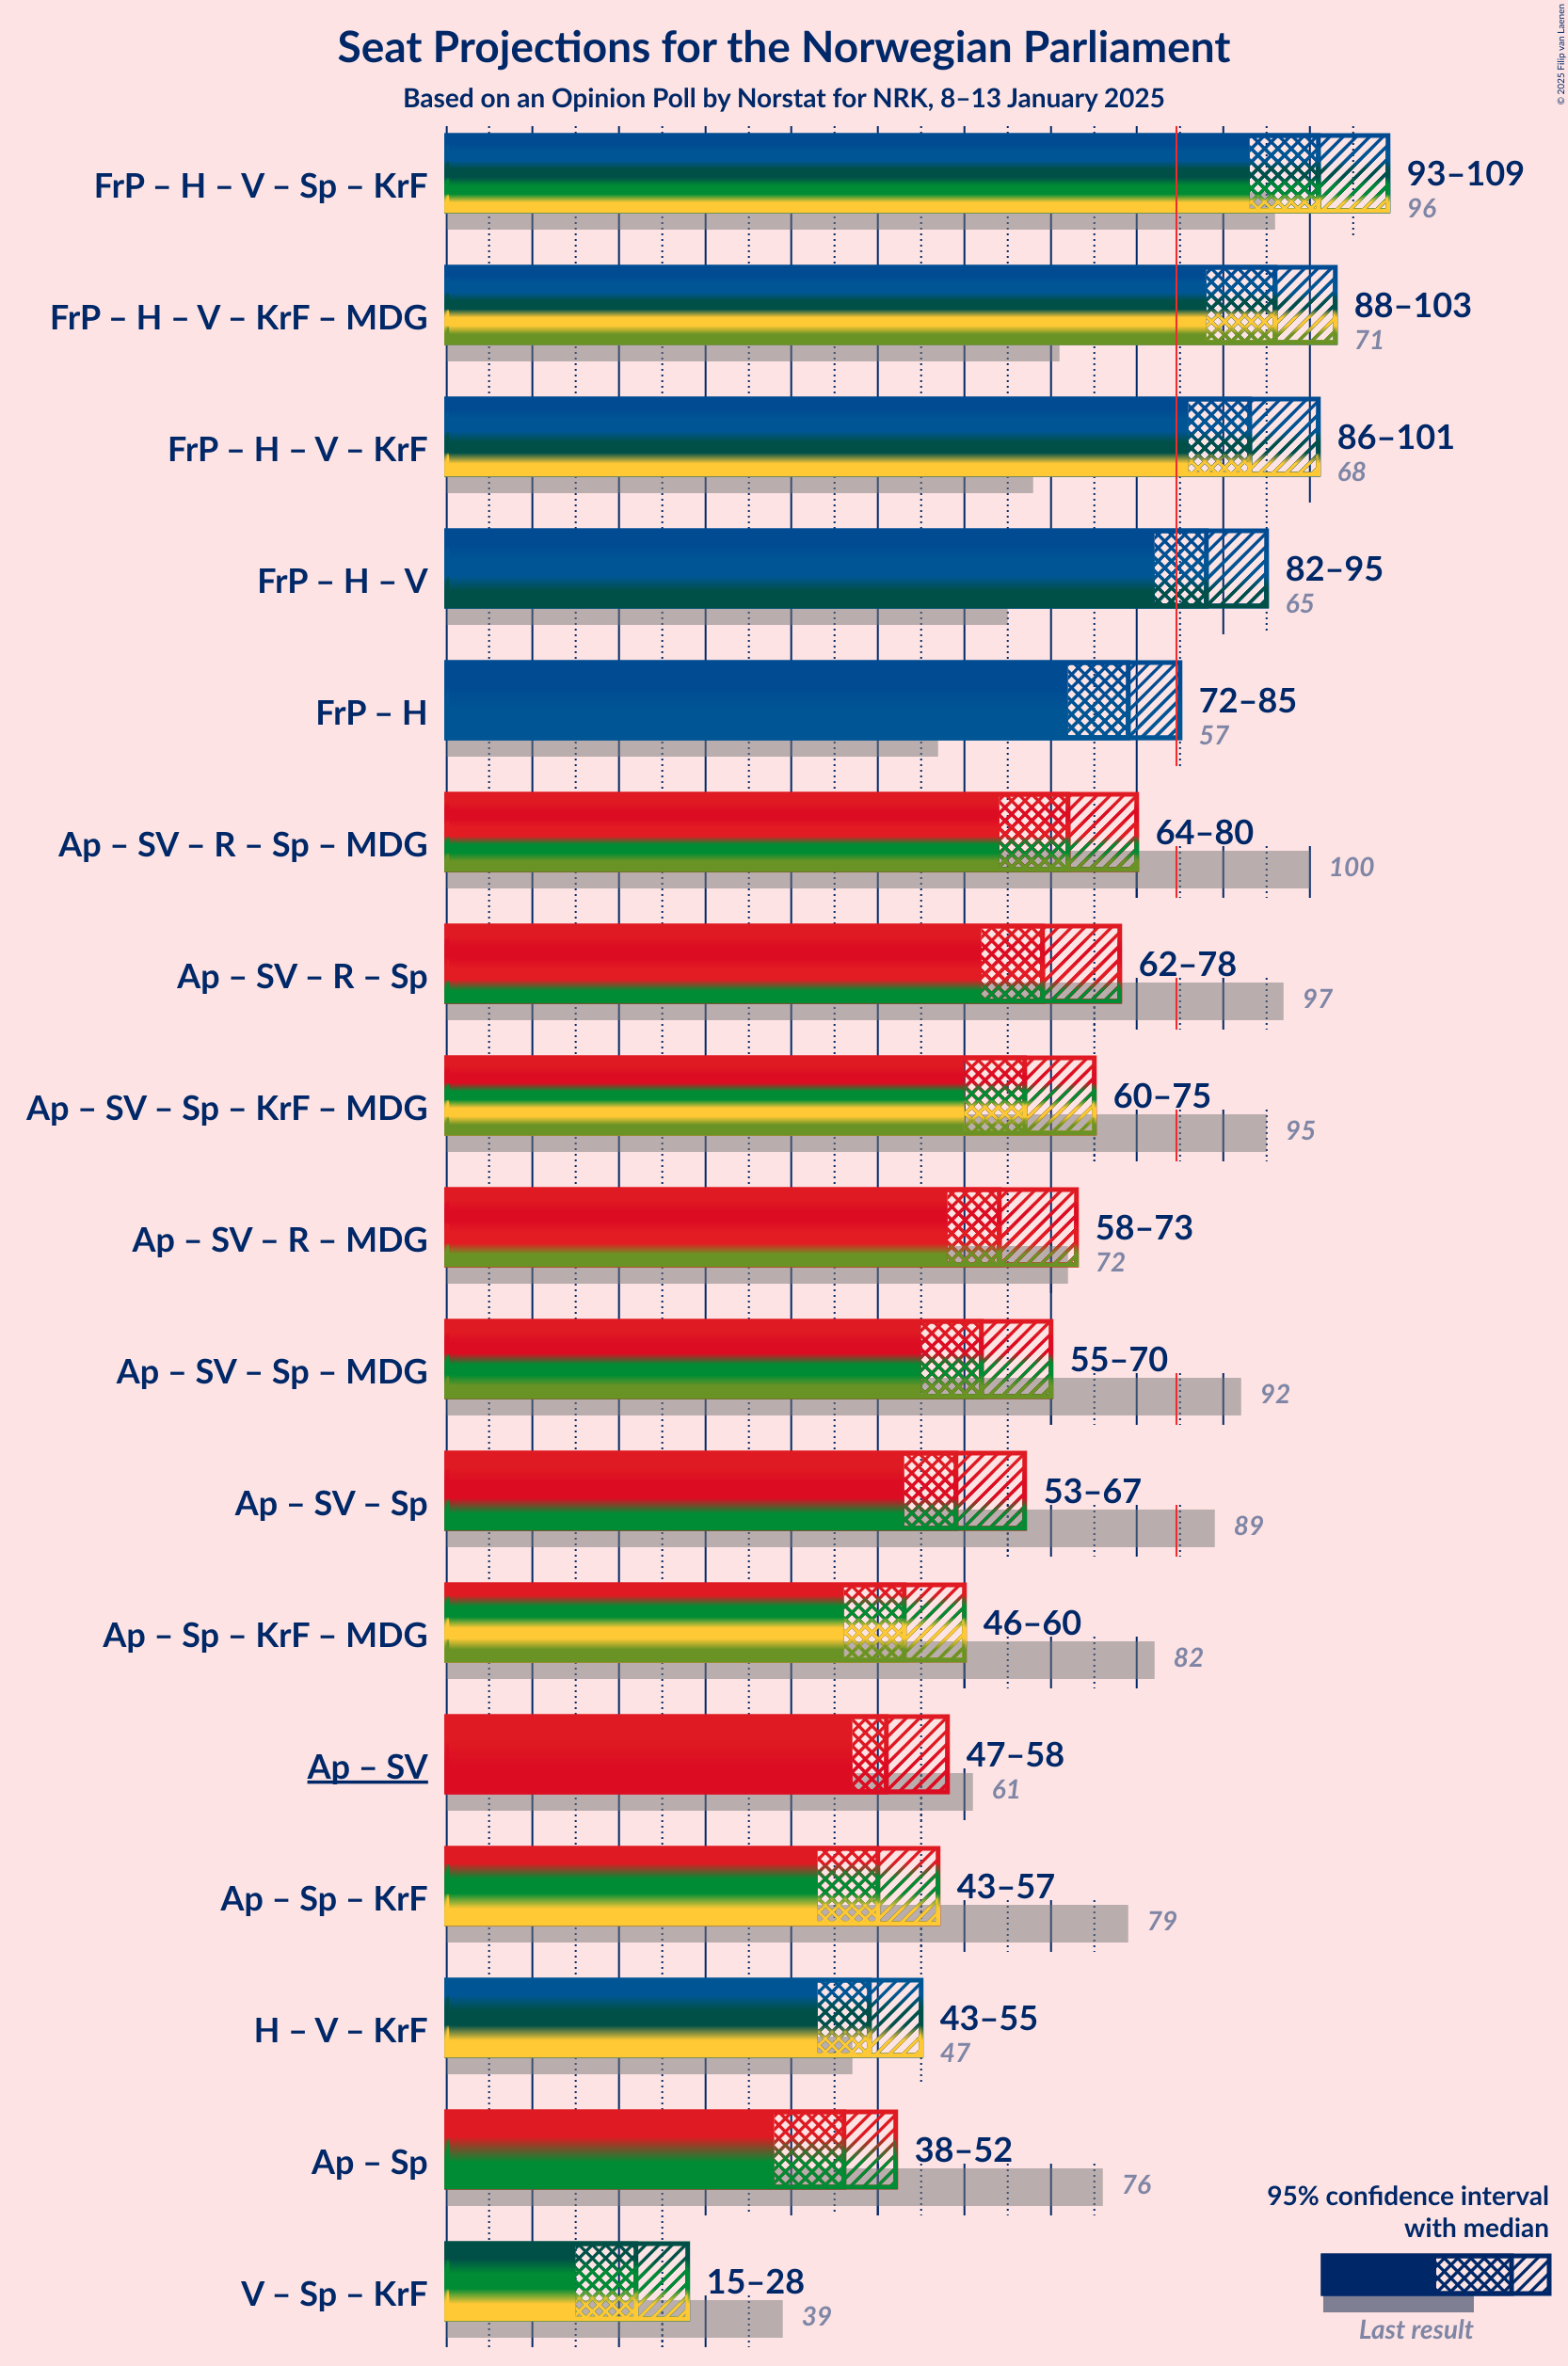 Seat Projections for the Norwegian Parliament
Based on an Opinion Poll by Norstat for NRK, 8–13 January 2025
© 2025 Filip van Laenen
FrP – H – V – Sp – KrF
93–109
96
FrP – H – V – KrF – MDG
88–103
71
FrP – H – V – KrF
86–101
68
FrP – H – V
82–95
65
FrP – H
72–85
57
Ap – SV – R – Sp – MDG
64–80
100
Ap – SV – R – Sp
62–78
97
Ap – SV – Sp – KrF – MDG
60–75
95
Ap – SV – R – MDG
58–73
72
Ap – SV – Sp – MDG
55–70
92
Ap – SV – Sp
53–67
89
Ap – Sp – KrF – MDG
46–60
82
Ap – SV
47–58
61
Ap – Sp – KrF
43–57
79
H – V – KrF
43–55
47
Ap – Sp
38–52
76
V – Sp – KrF
15–28
39
95% confidence interval
with median
Last result